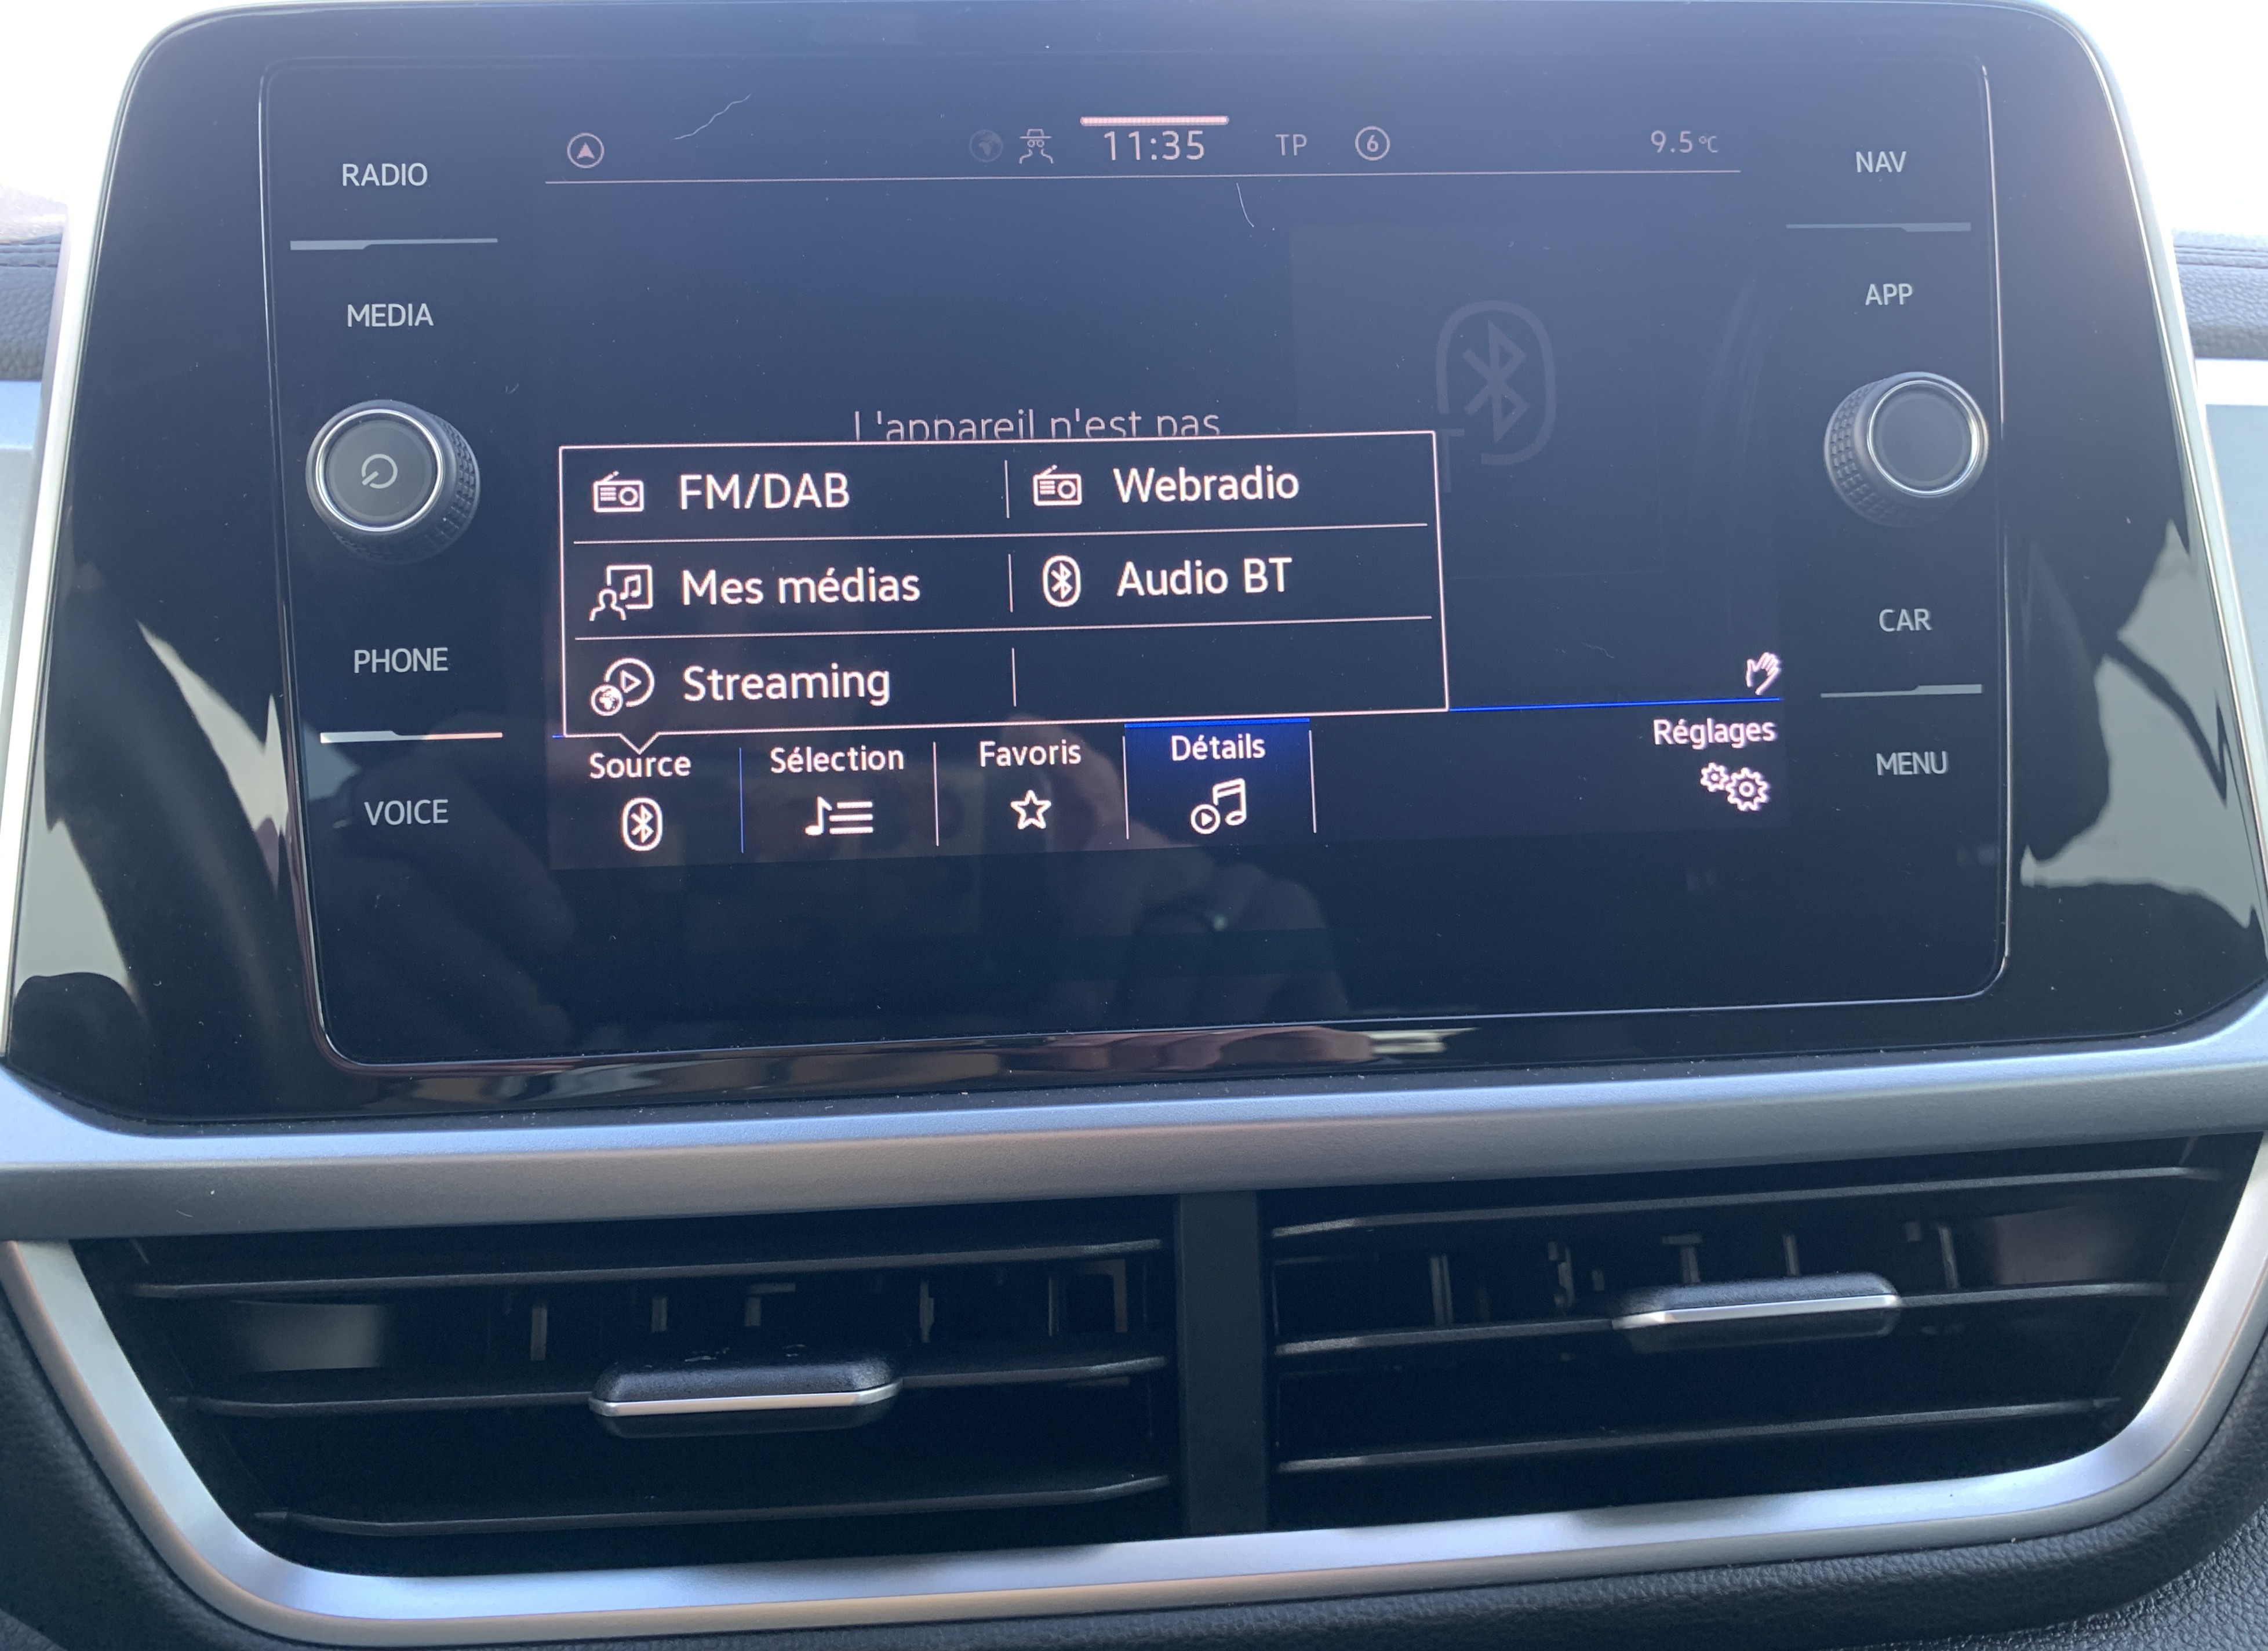 11:35 TP 6 9.5°C
RADIO
MEDIA
PHONE
VOICE
L'appareil n'est pas
FM/DAB
Webradio
Mes médias
Audio BT
Streaming
Source
Sélection
Favoris
Détails
Réglages
NAV
APP
CAR
MENU